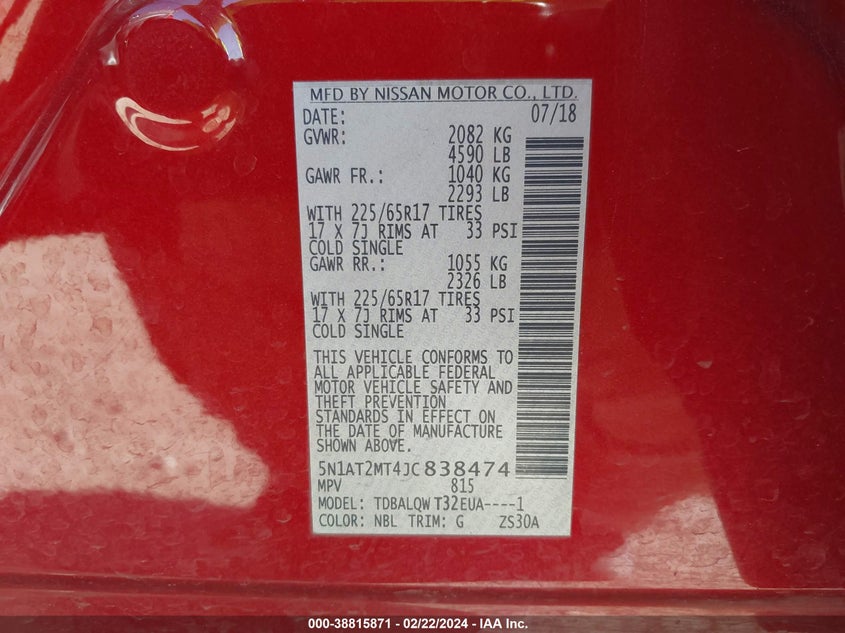 MFD BY NISSAN MOTOR CO., LTD.
DATE: 07/18
GVWR: 2082 KG
4590 LB
GAWR FR.: 1040 KG
2293 LB
WITH 225/65R17 TIRES
17 X 7J RIMS AT 33 PSI
COLD SINGLE
GAWR RR.: 1055 KG
2326 LB
WITH 225/65R17 TIRES
17 X 7J RIMS AT 33 PSI
COLD SINGLE
THIS VEHICLE CONFORMS TO
ALL APPLICABLE FEDERAL
MOTOR VEHICLE SAFETY AND
THEFT PREVENTION
STANDARDS IN EFFECT ON
THE DATE OF MANUFACTURE
SHOWN ABOVE.
5N1AT2MT4JC838474
MPV 815
MODEL: TDBALQW T32EUA----1
COLOR: NBL TRIM: G ZS30A
000-38815871 - 02/22/2024 - IAA Inc.